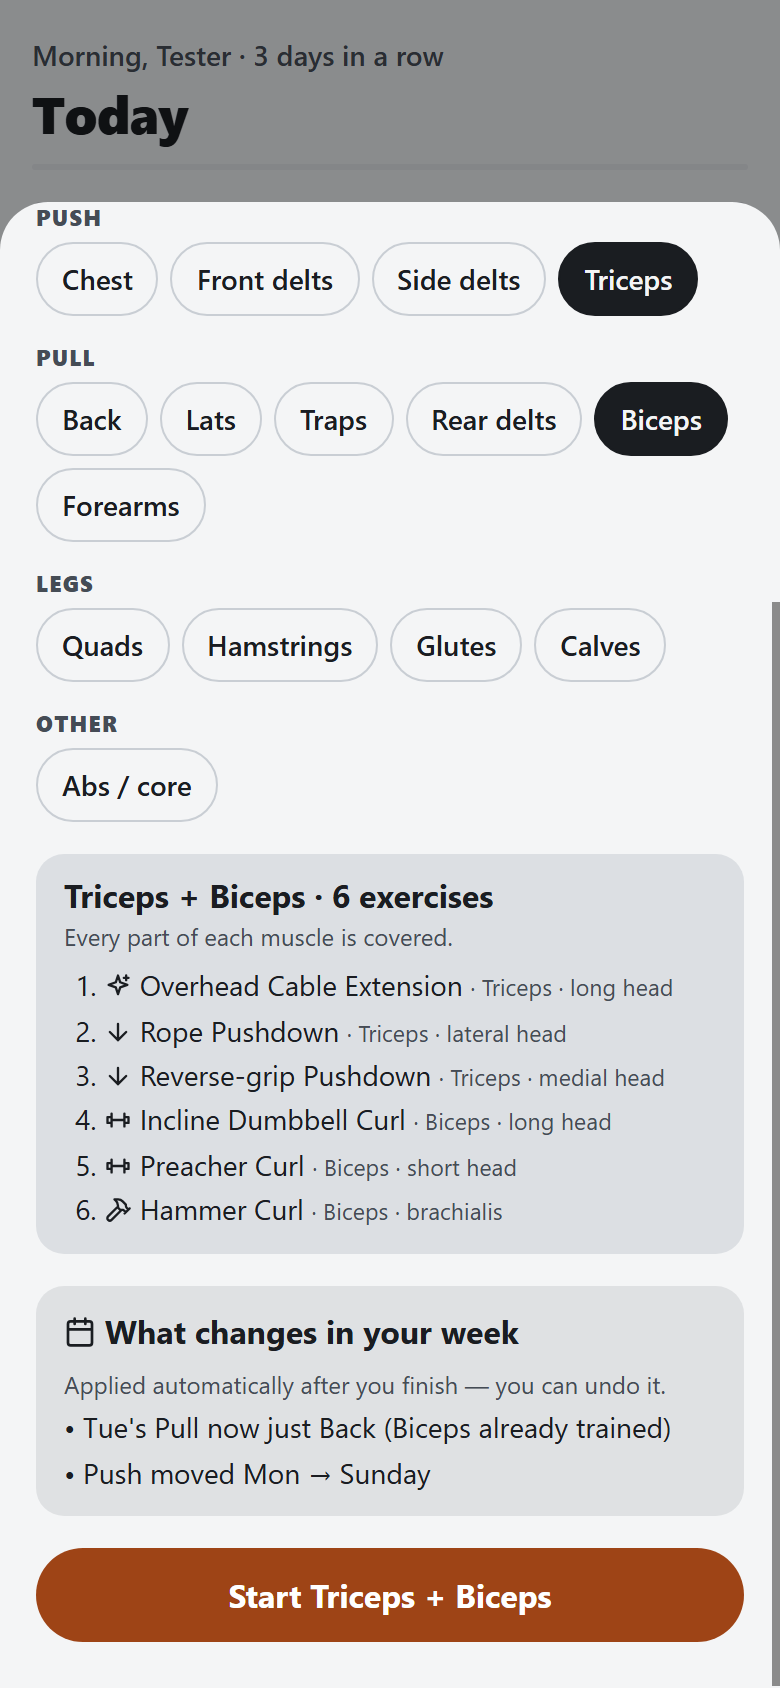 Morning, Tester · 3 days in a row
Today
PUSH
Chest Front delts Side delts Triceps
PULL
Back Lats Traps Rear delts Biceps
Forearms
LEGS
Quads Hamstrings Glutes Calves
OTHER
Abs / core
Triceps + Biceps · 6 exercises
Every part of each muscle is covered.
1. Overhead Cable Extension · Triceps · long head
2. Rope Pushdown · Triceps · lateral head
3. Reverse-grip Pushdown · Triceps · medial head
4. Incline Dumbbell Curl · Biceps · long head
5. Preacher Curl · Biceps · short head
6. Hammer Curl · Biceps · brachialis
What changes in your week
Applied automatically after you finish — you can undo it.
• Tue's Pull now just Back (Biceps already trained)
• Push moved Mon → Sunday
Start Triceps + Biceps